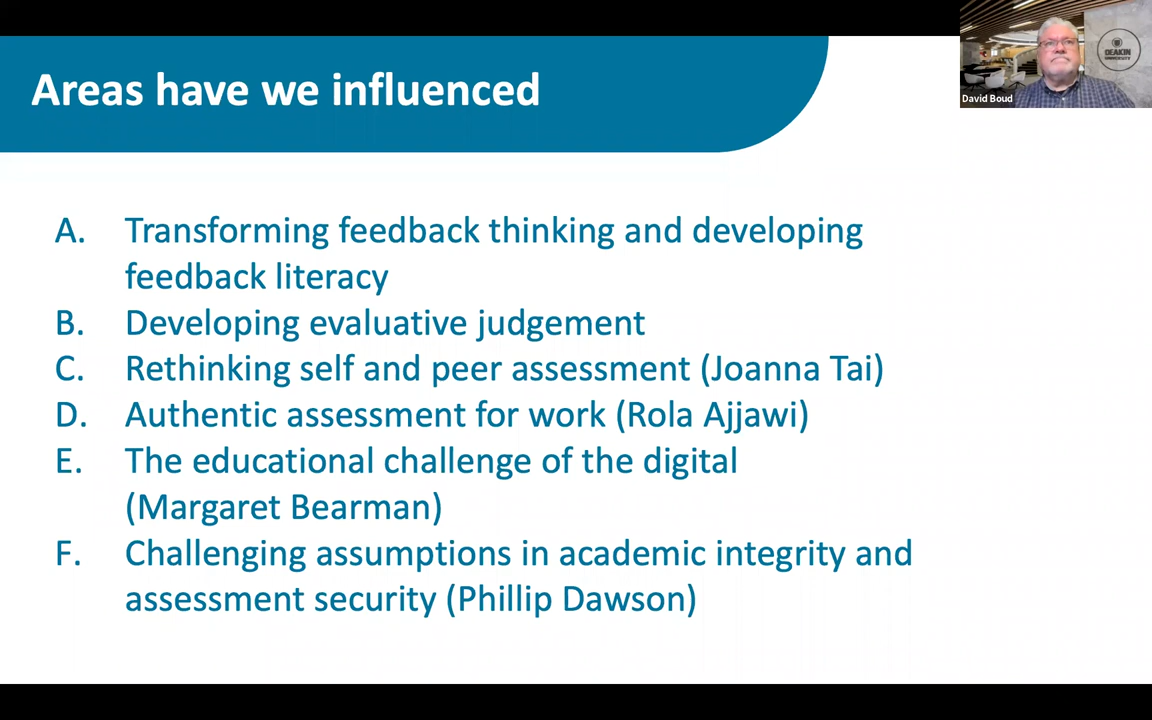 Areas have we influenced
DEAKIN
UNIVERSITY
David Boud
A. Transforming feedback thinking and developing
feedback literacy
B. Developing evaluative judgement
C. Rethinking self and peer assessment (Joanna Tai)
D. Authentic assessment for work (Rola Ajjawi)
E. The educational challenge of the digital
(Margaret Bearman)
F. Challenging assumptions in academic integrity and
assessment security (Phillip Dawson)